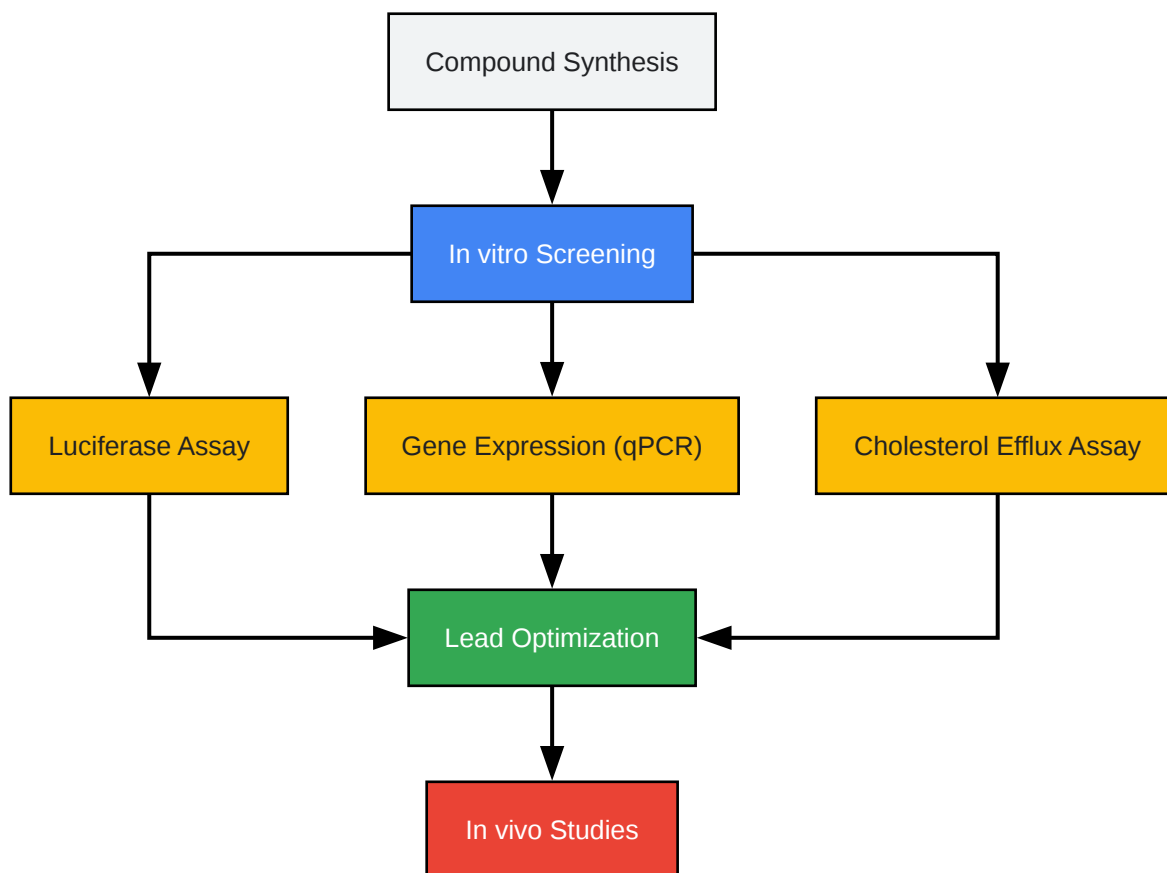 Compound Synthesis
In vitro Screening
Luciferase Assay
Gene Expression (qPCR)
Cholesterol Efflux Assay
Lead Optimization
In vivo Studies